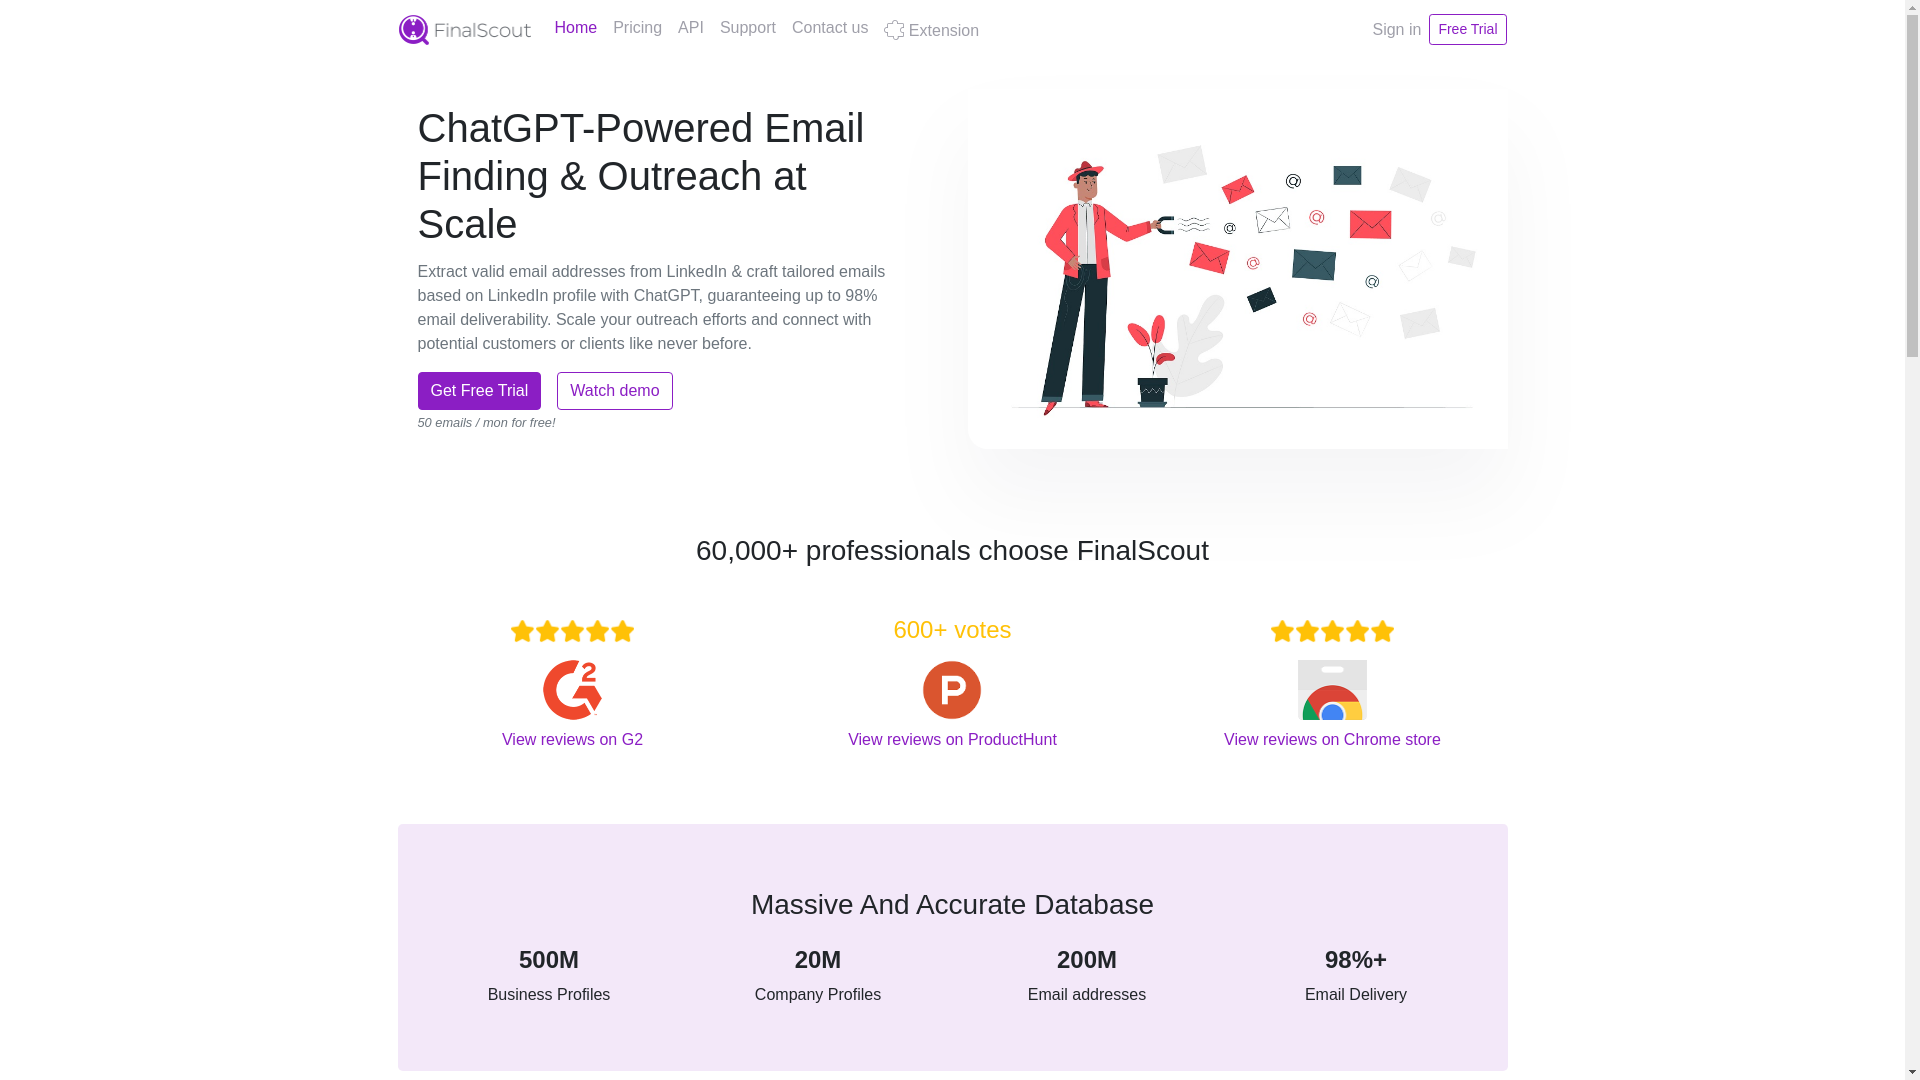 FinalScout
Home
Pricing
API
Support
Contact us
Extension
Sign in
Free Trial
ChatGPT-Powered Email
Finding & Outreach at
Scale
Extract valid email addresses from LinkedIn & craft tailored emails
based on LinkedIn profile with ChatGPT, guaranteeing up to 98%
email deliverability. Scale your outreach efforts and connect with
potential customers or clients like never before.
Get Free Trial
Watch demo
50 emails / mon for free!
60,000+ professionals choose FinalScout
600+ votes
View reviews on G2
View reviews on ProductHunt
View reviews on Chrome store
Massive And Accurate Database
500M
20M
200M
98%+
Business Profiles
Company Profiles
Email addresses
Email Delivery